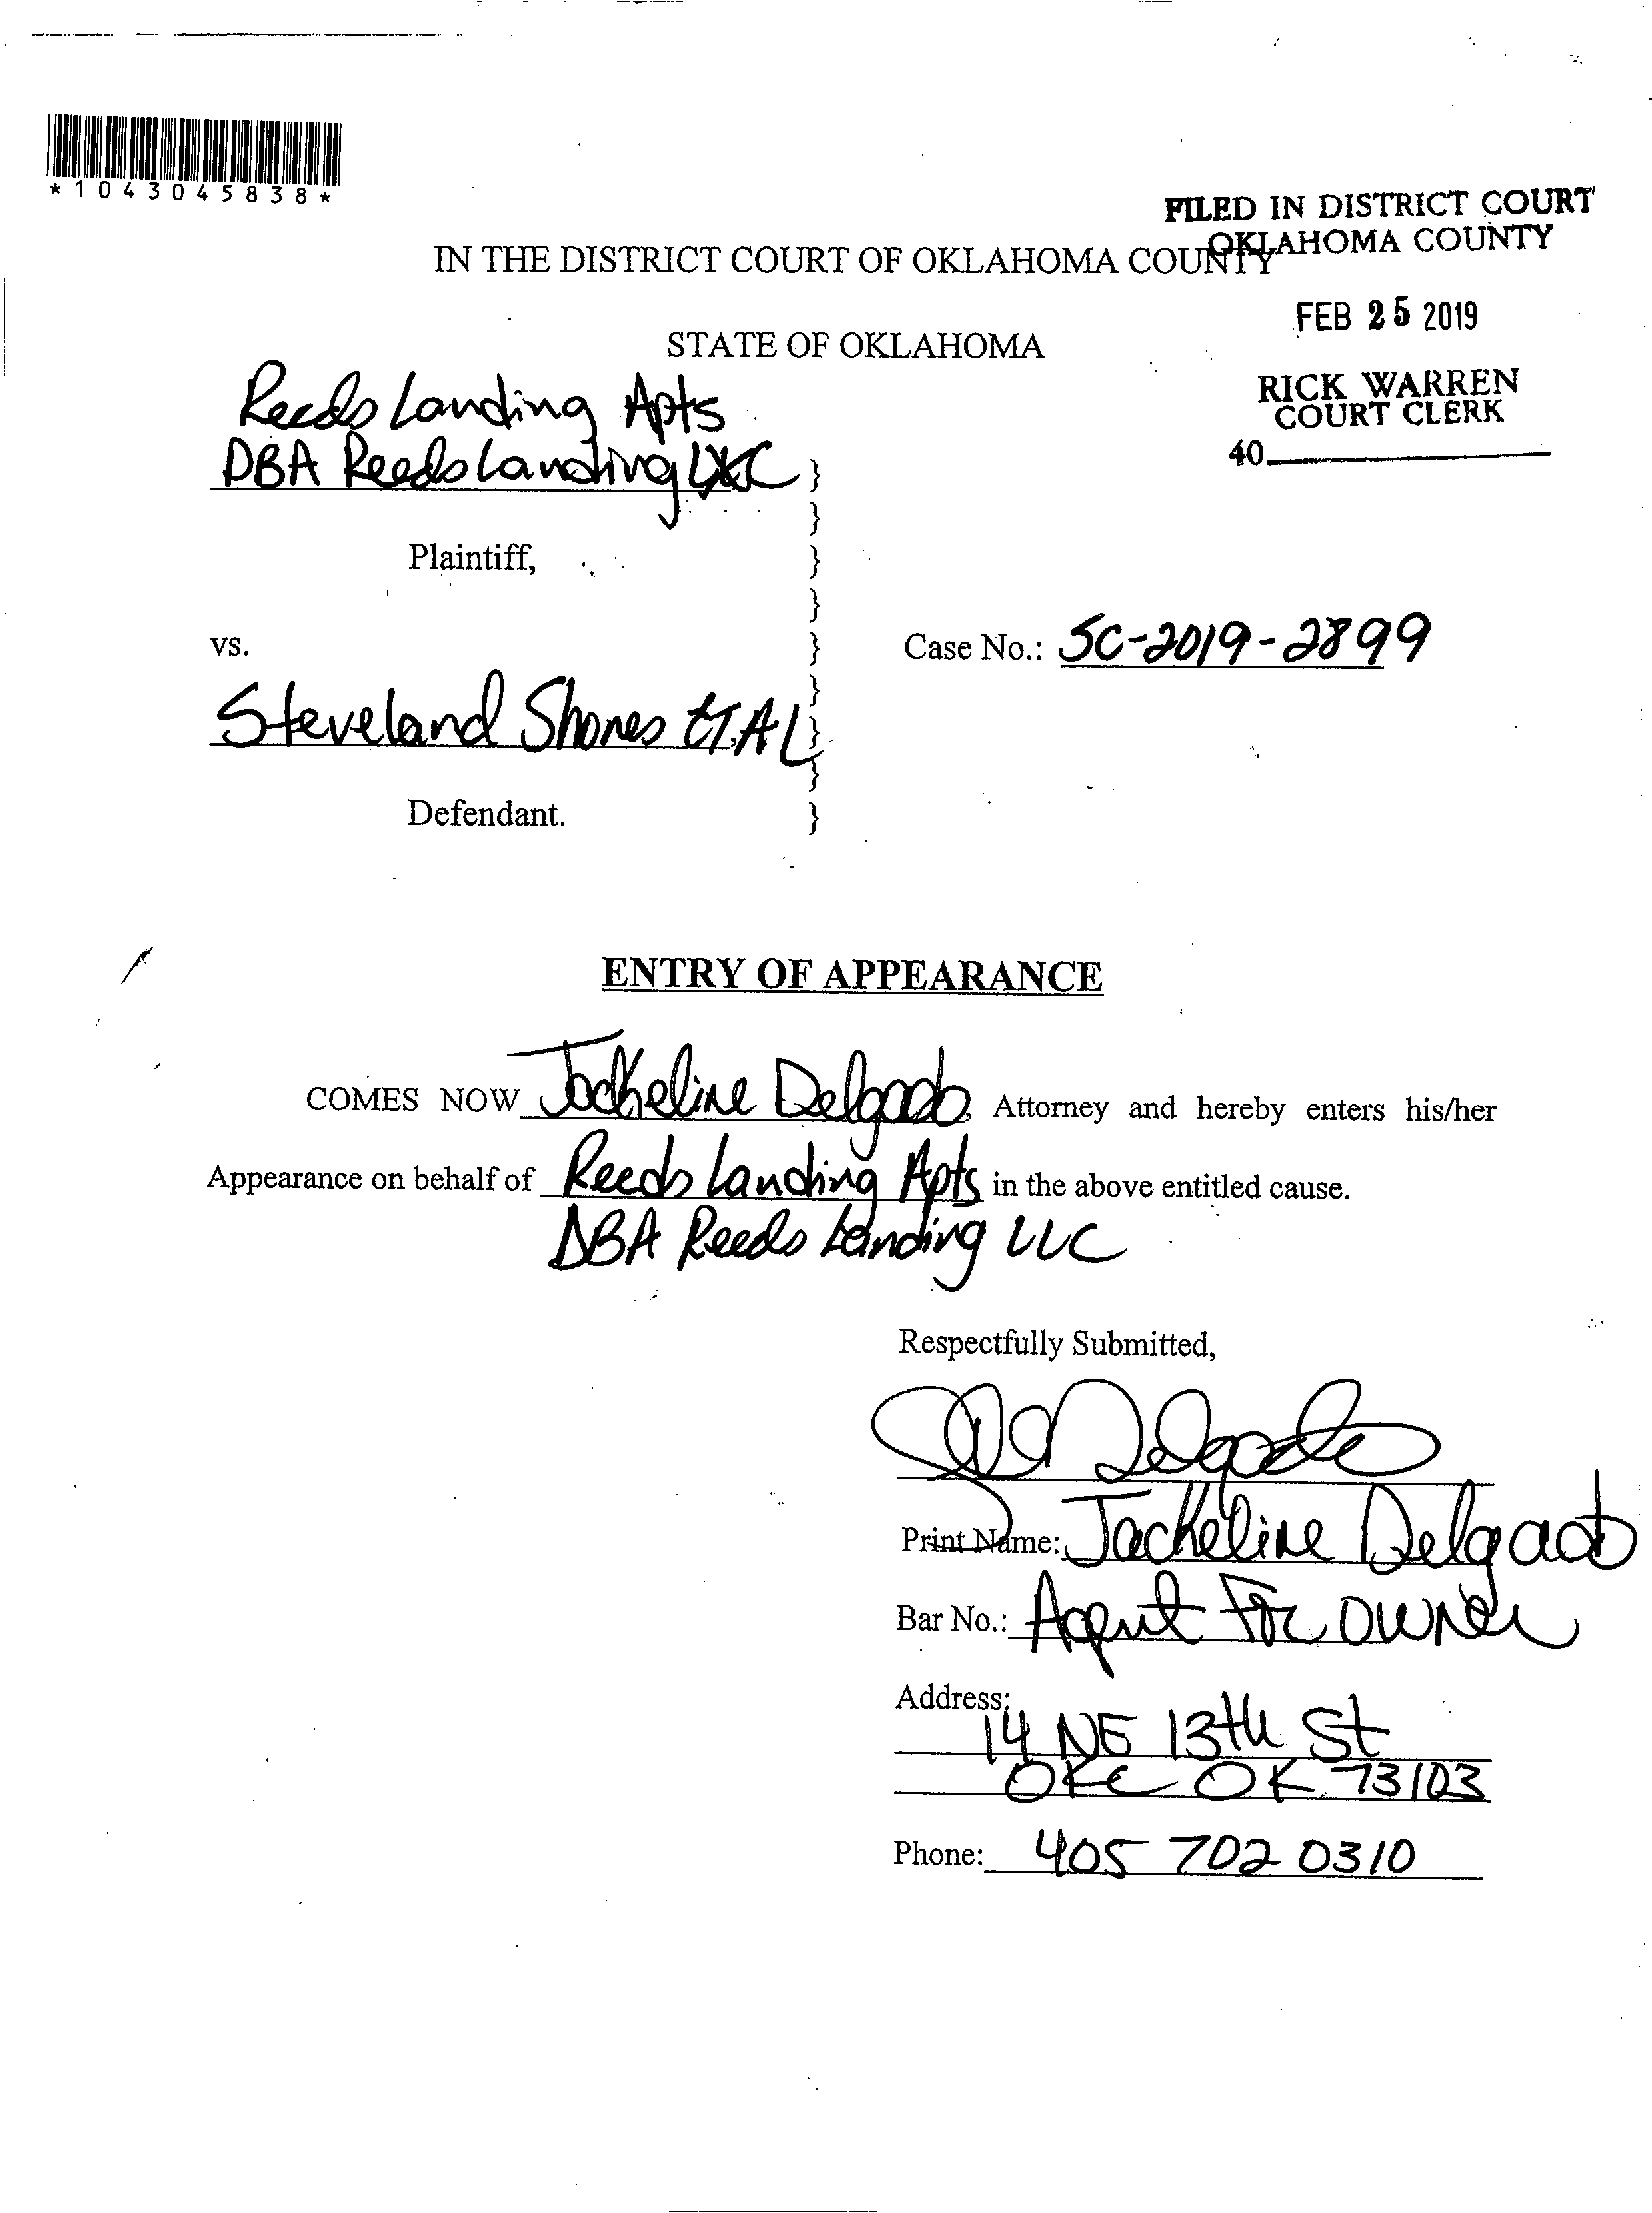 *1043045838*
FILED IN DISTRICT COURT
OKLAHOMA COUNTY
IN THE DISTRICT COURT OF OKLAHOMA COUNTY
FEB 25 2019
STATE OF OKLAHOMA
RICK WARREN
COURT CLERK
40
Reeds Landing Apts
DBA Reeds Landing LLC }
}
Plaintiff, }
}
vs. } Case No.: SC-2019-2899
}
Steveland Shores ET.AL }
}
Defendant. }
ENTRY OF APPEARANCE
COMES NOW Jackeline Delgado, Attorney and hereby enters his/her
Appearance on behalf of Reeds Landing Apts in the above entitled cause.
DBA Reeds Landing LLC
Respectfully Submitted,
Delgado
Print Name: Jackeline Delgado
Bar No.: Agent For Owner
Address:
14 NE 13th St
OKC OK 73103
Phone: 405 702 0310